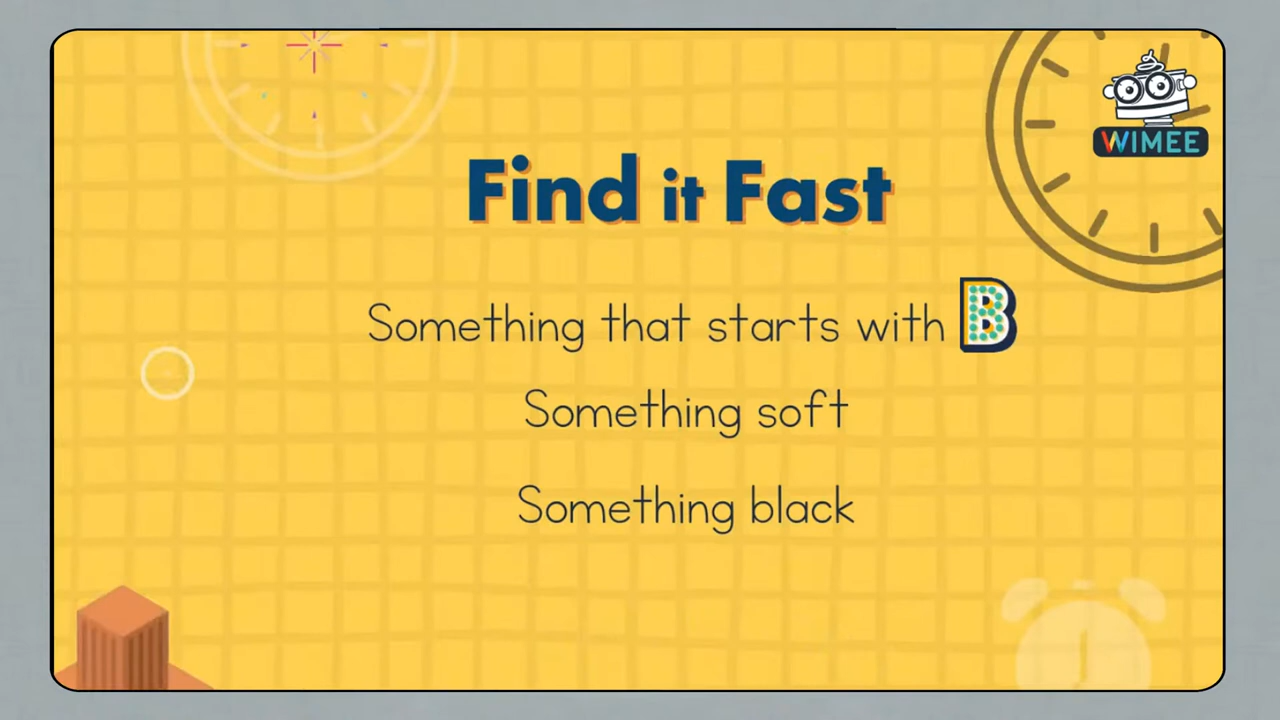 WIMEE
Find it Fast
Something that starts with B
Something soft
Something black